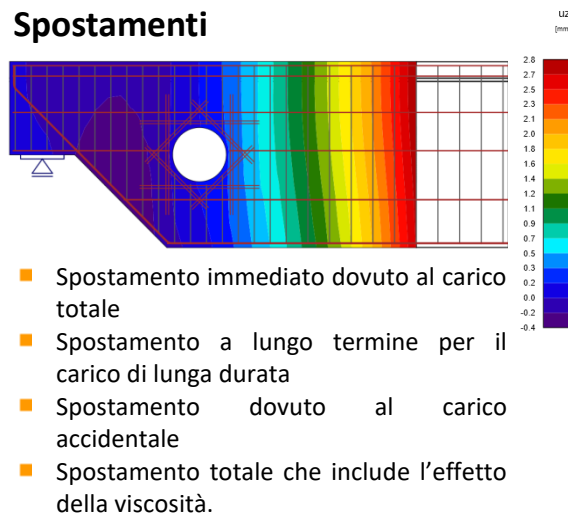 Spostamenti
uz
[mm
2.8
2.7
2.5
2.3
2.1
2.0
1.8
1.6
1.4
1.2
1.1
0.9
0.7
0.5
0.3
0.2
0.0
-0.2
-0.4
Spostamento immediato dovuto al carico
totale
Spostamento a lungo termine per il
carico di lunga durata
Spostamento dovuto al carico
accidentale
Spostamento totale che include l’effetto
della viscosità.